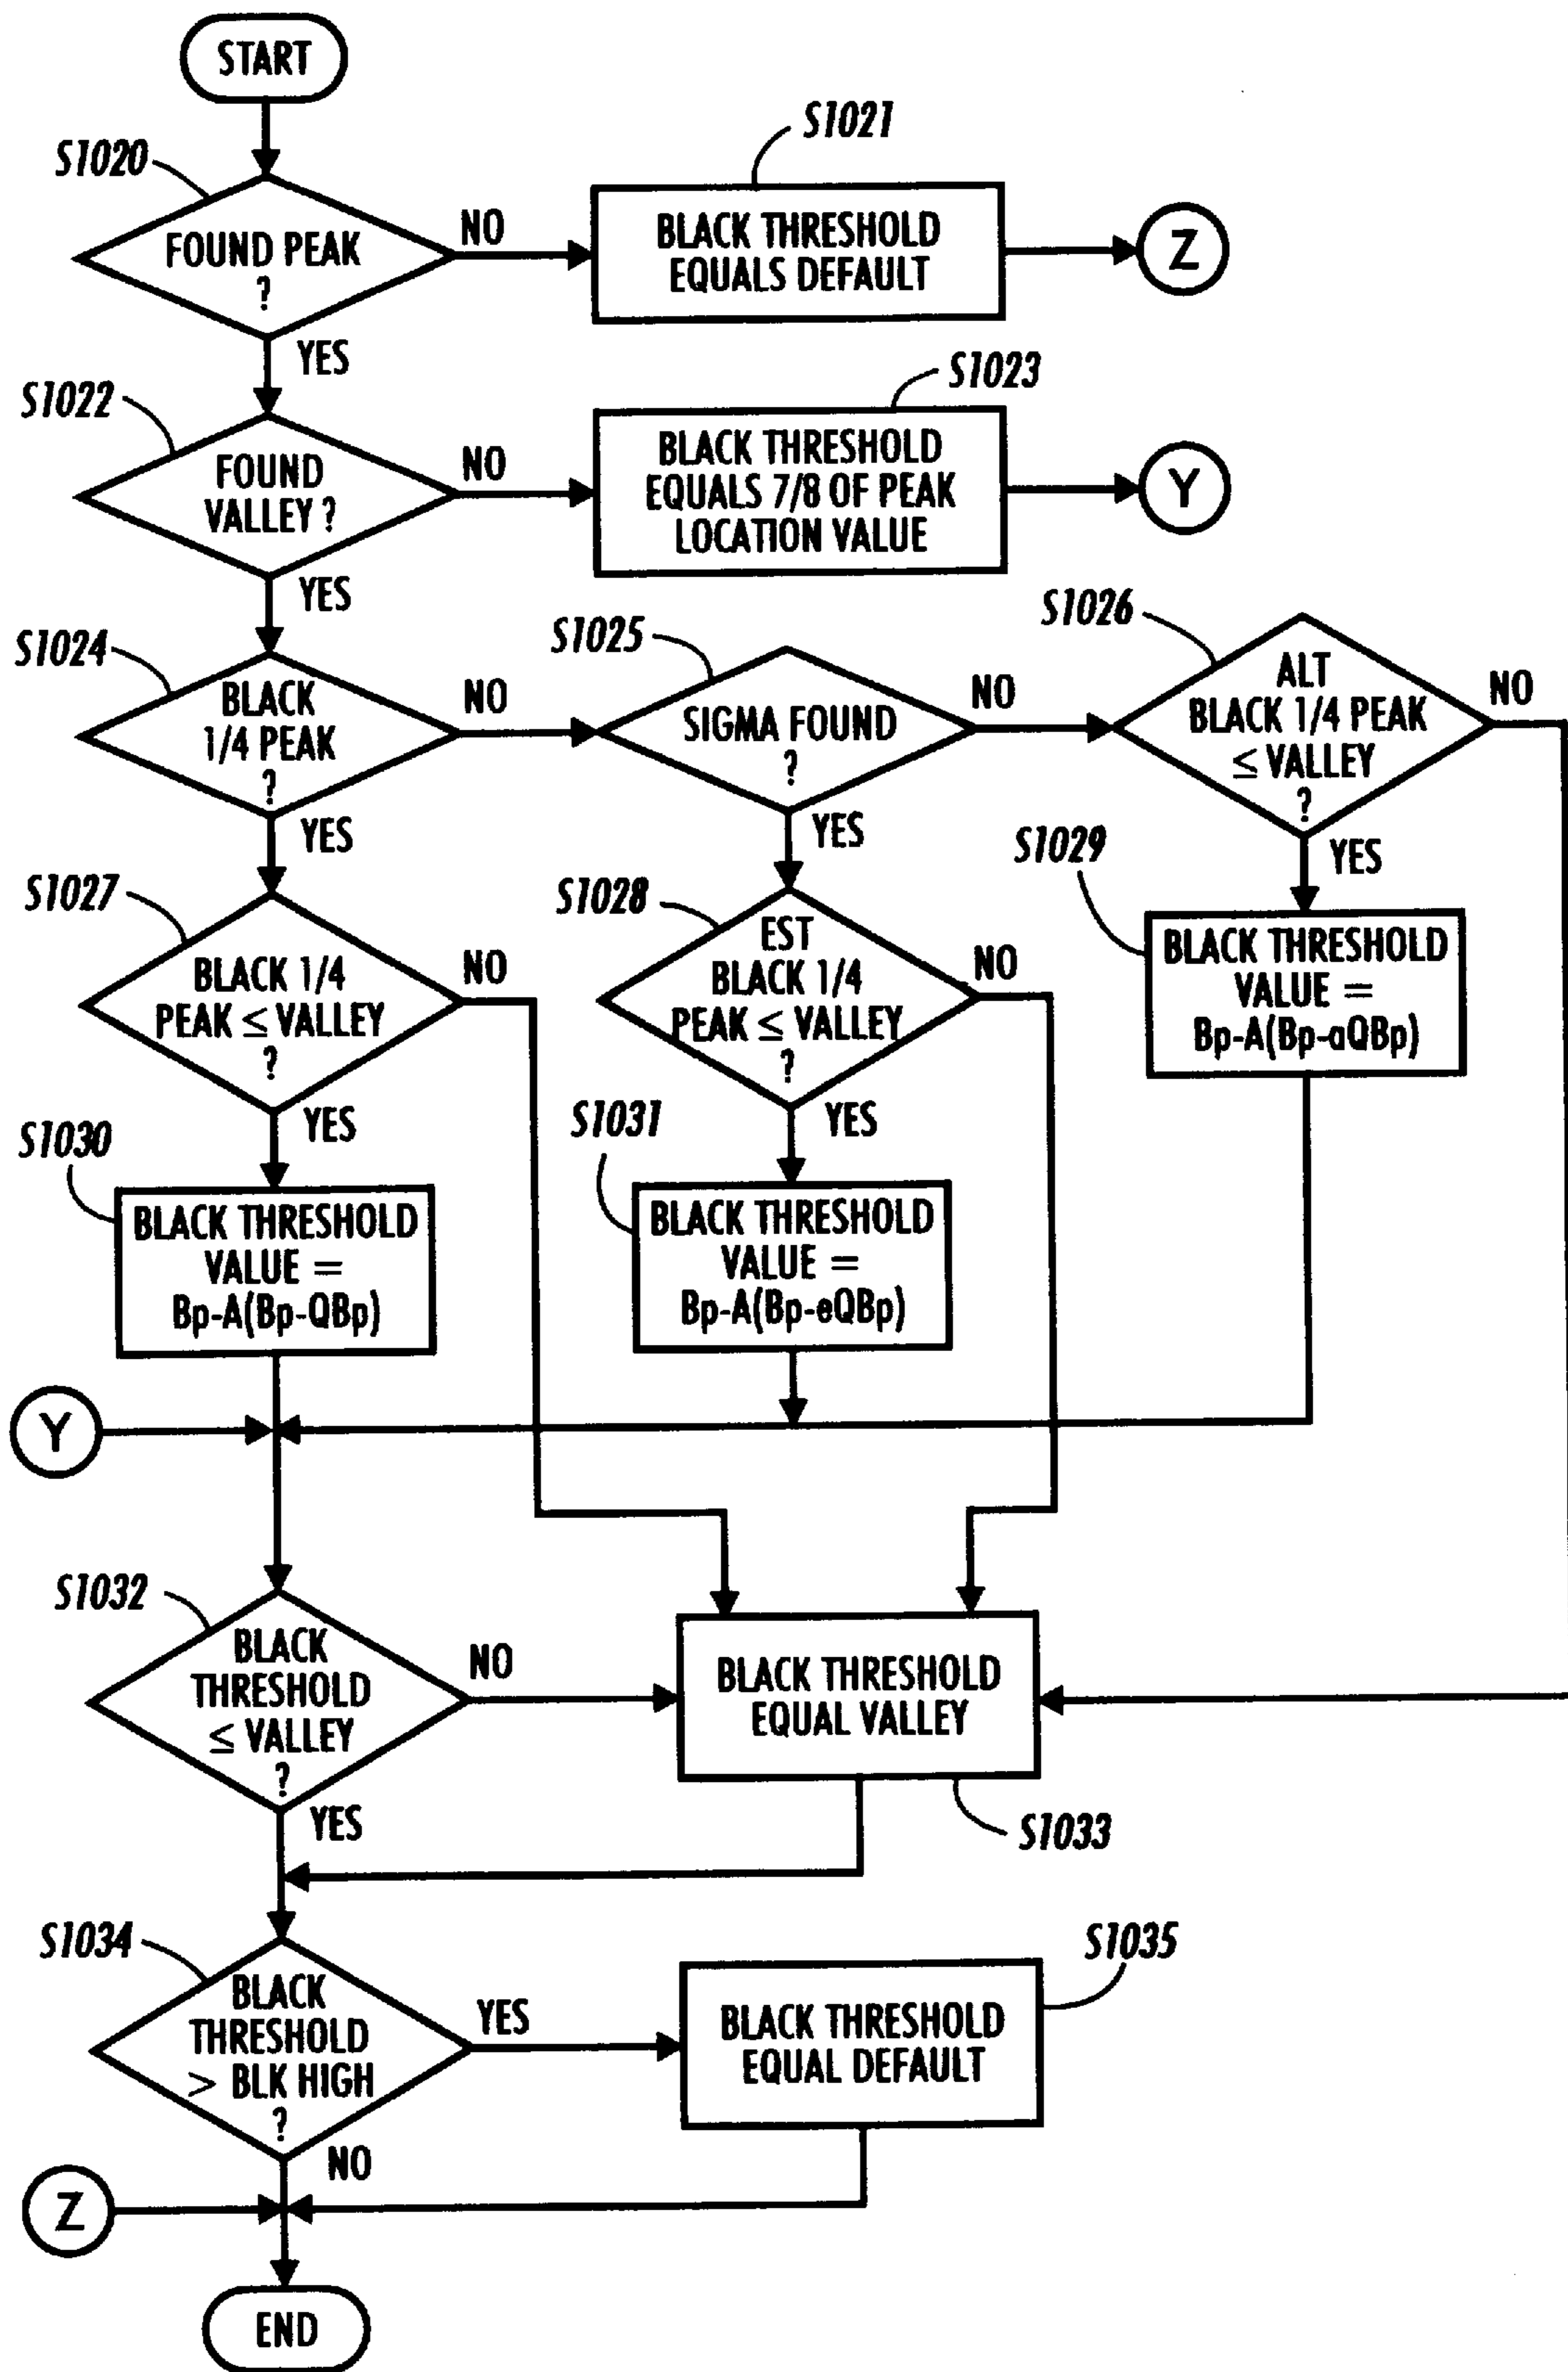 START
S1020
FOUND PEAK
?
NO
S1021
BLACK THRESHOLD
EQUALS DEFAULT
Z
YES
S1022
FOUND
VALLEY ?
NO
S1023
BLACK THRESHOLD
EQUALS 7/8 OF PEAK
LOCATION VALUE
Y
YES
S1024
BLACK
1/4 PEAK
?
NO
S1025
SIGMA FOUND
?
NO
S1026
ALT
BLACK 1/4 PEAK
≤ VALLEY
?
NO
YES
YES
YES
S1027
BLACK 1/4
PEAK ≤ VALLEY
?
NO
S1028
EST
BLACK 1/4
PEAK ≤ VALLEY
?
NO
S1029
BLACK THRESHOLD
VALUE =
Bp-A(Bp-aQBp)
YES
YES
S1030
BLACK THRESHOLD
VALUE =
Bp-A(Bp-QBp)
S1031
BLACK THRESHOLD
VALUE =
Bp-A(Bp-eQBp)
Y
S1032
BLACK
THRESHOLD
≤ VALLEY
?
NO
BLACK THRESHOLD
EQUAL VALLEY
S1033
YES
S1034
BLACK
THRESHOLD
> BLK HIGH
?
YES
S1035
BLACK THRESHOLD
EQUAL DEFAULT
NO
Z
END